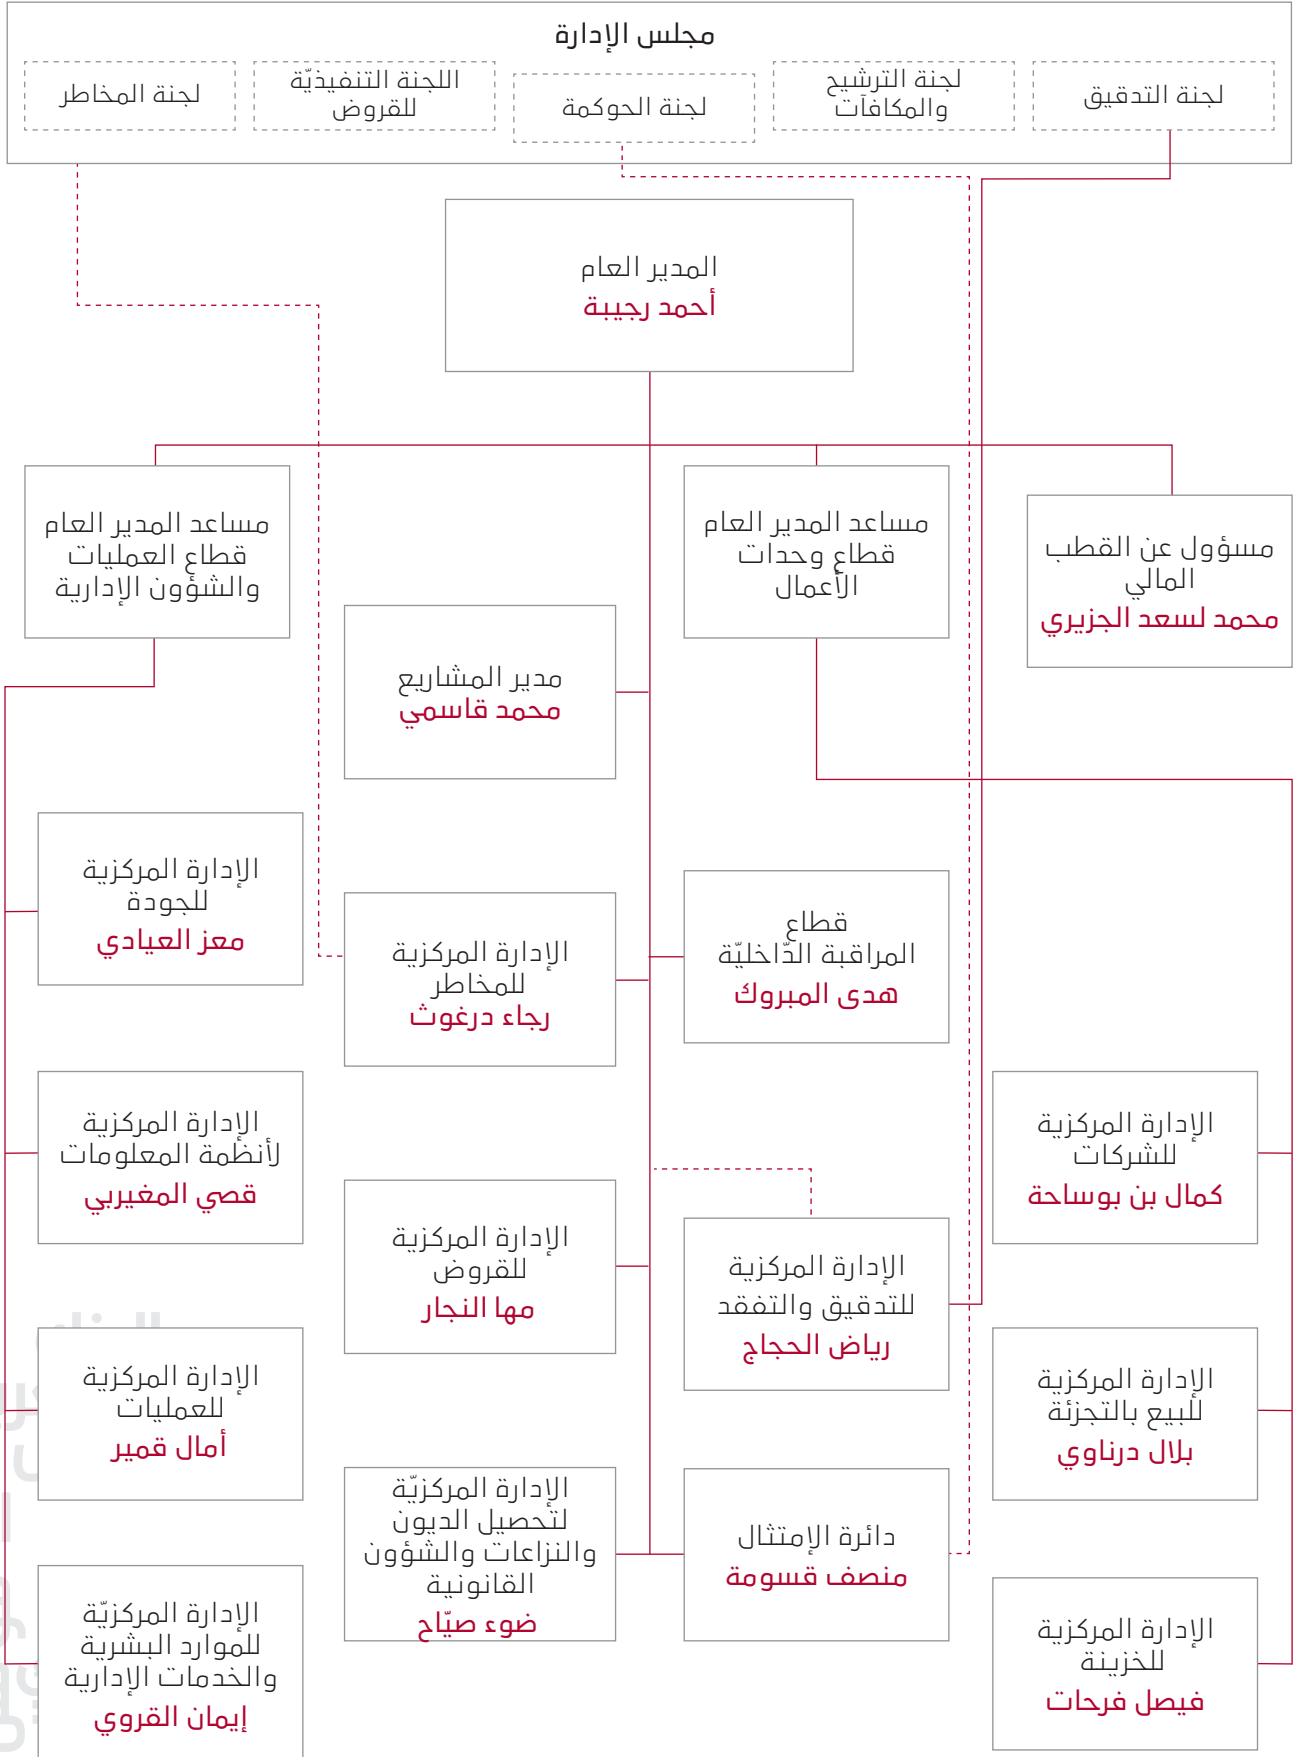 مجلس الإدارة
لجنة التدقيق
لجنة الترشيح
والمكافآت
لجنة الحوكمة
اللجنة التنفيذيّة
للقروض
لجنة المخاطر
المدير العام
أحمد رجيبة
مسؤول عن القطب
المالي
محمد لسعد الجزيري
مساعد المدير العام
قطاع وحدات
الأعمال
مساعد المدير العام
قطاع العمليات
والشؤون الإدارية
مدير المشاريع
محمد قاسمي
قطاع
المراقبة الدّاخليّة
هدى المبروك
الإدارة المركزية
للمخاطر
رجاء درغوث
الإدارة المركزية
للجودة
معز العيادي
الإدارة المركزية
للشركات
كمال بن بوساحة
الإدارة المركزية
للتدقيق والتفقد
رياض الحجاج
الإدارة المركزية
للقروض
مها النجار
الإدارة المركزية
لأنظمة المعلومات
قصي المغيربي
الإدارة المركزية
للبيع بالتجزئة
بلال درناوي
الإدارة المركزية
للعمليات
أمال قمير
دائرة الإمتثال
منصف قسومة
الإدارة المركزيّة
لتحصيل الديون
والنزاعات والشؤون
القانونية
ضوء صيّاح
الإدارة المركزية
للخزينة
فيصل فرحات
الإدارة المركزيّة
للموارد البشرية
والخدمات الإدارية
إيمان القروي